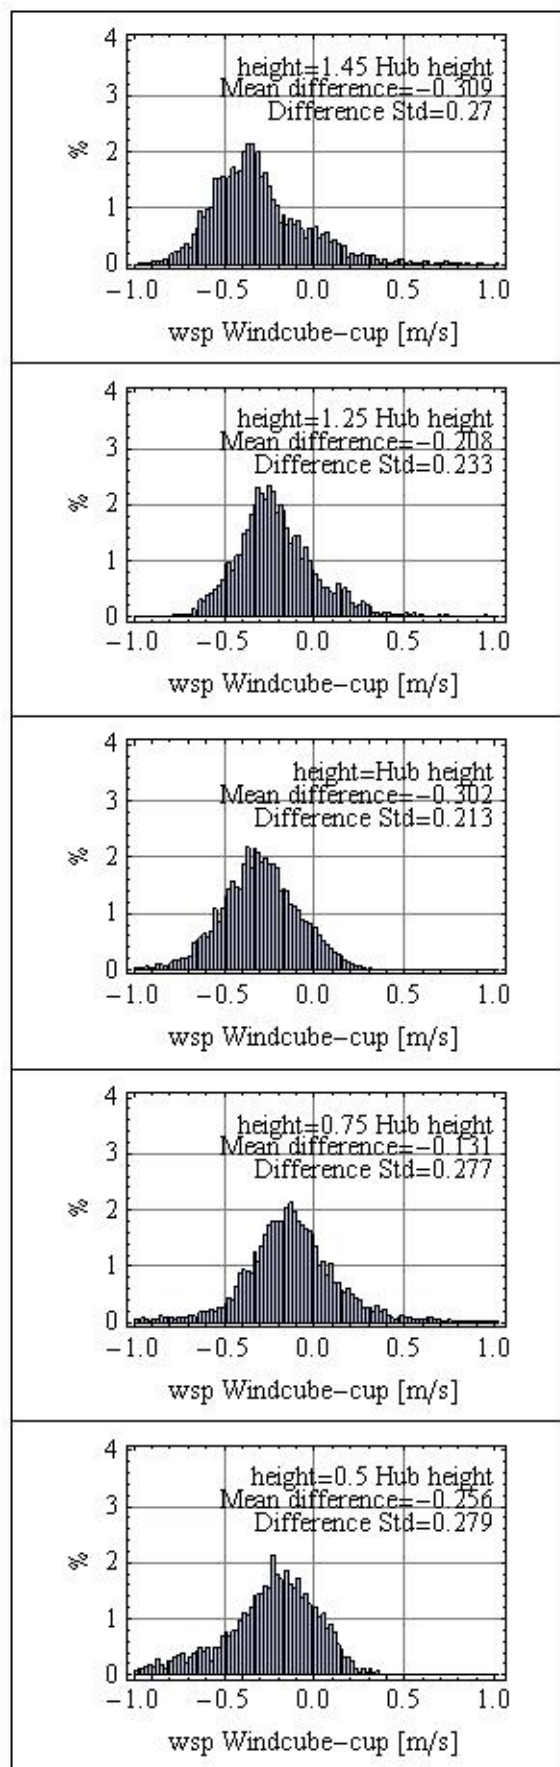 4
height=1.45 Hub height
Mean difference=−0.309
3
Difference Std=0.27
%
2
1
0
−1.0 −0.5 0.0 0.5 1.0
wsp Windcube−cup [m/s]
4
height=1.25 Hub height
Mean difference=−0.208
3
Difference Std=0.233
%
2
1
0
−1.0 −0.5 0.0 0.5 1.0
wsp Windcube−cup [m/s]
4
height=Hub height
Mean difference=−0.302
3
Difference Std=0.213
%
2
1
0
−1.0 −0.5 0.0 0.5 1.0
wsp Windcube−cup [m/s]
4
height=0.75 Hub height
Mean difference=−0.131
3
Difference Std=0.277
%
2
1
0
−1.0 −0.5 0.0 0.5 1.0
wsp Windcube−cup [m/s]
4
height=0.5 Hub height
Mean difference=−0.256
3
Difference Std=0.279
%
2
1
0
−1.0 −0.5 0.0 0.5 1.0
wsp Windcube−cup [m/s]